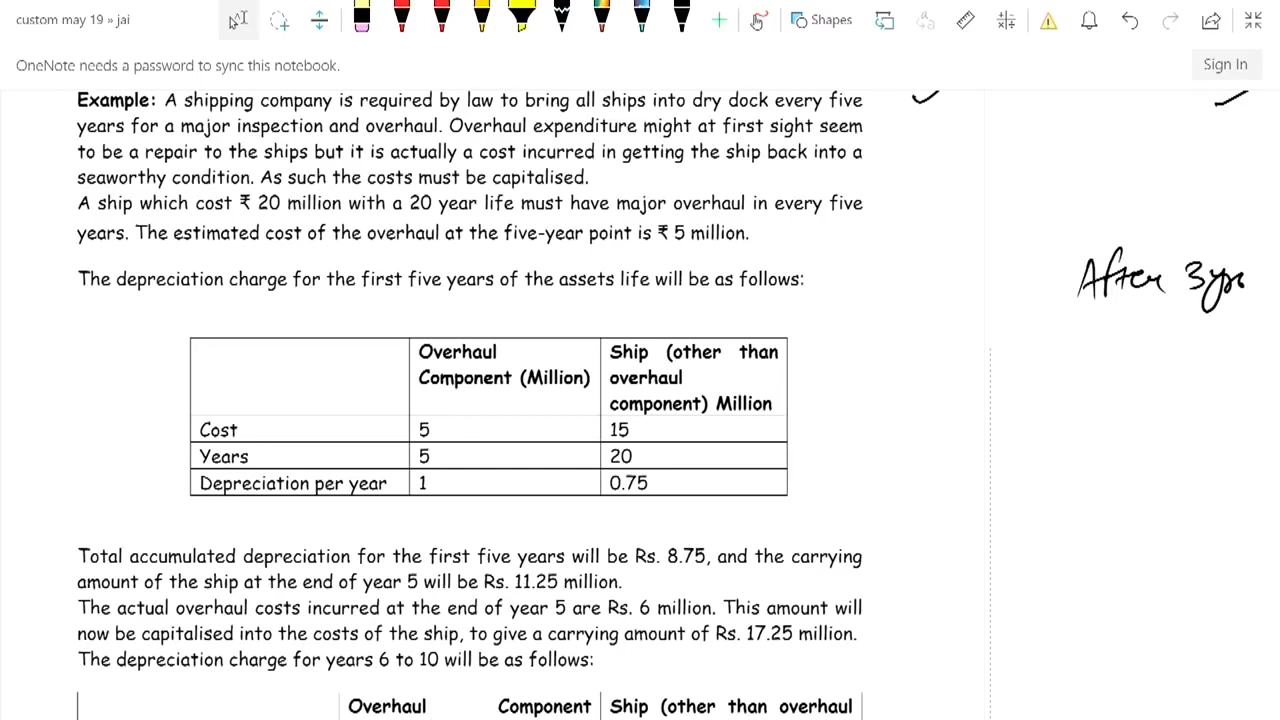 custom may 19 » jai
Shapes
OneNote needs a password to sync this notebook.
Sign In
Example: A shipping company is required by law to bring all ships into dry dock every five
years for a major inspection and overhaul. Overhaul expenditure might at first sight seem
to be a repair to the ships but it is actually a cost incurred in getting the ship back into a
seaworthy condition. As such the costs must be capitalised.
A ship which cost ₹ 20 million with a 20 year life must have major overhaul in every five
years. The estimated cost of the overhaul at the five-year point is ₹ 5 million.
After 3yrs
The depreciation charge for the first five years of the assets life will be as follows:
Overhaul Component (Million) Ship (other than overhaul component) Million
Cost 5 15
Years 5 20
Depreciation per year 1 0.75
Total accumulated depreciation for the first five years will be Rs. 8.75, and the carrying
amount of the ship at the end of year 5 will be Rs. 11.25 million.
The actual overhaul costs incurred at the end of year 5 are Rs. 6 million. This amount will
now be capitalised into the costs of the ship, to give a carrying amount of Rs. 17.25 million.
The depreciation charge for years 6 to 10 will be as follows:
Overhaul Component Ship (other than overhaul